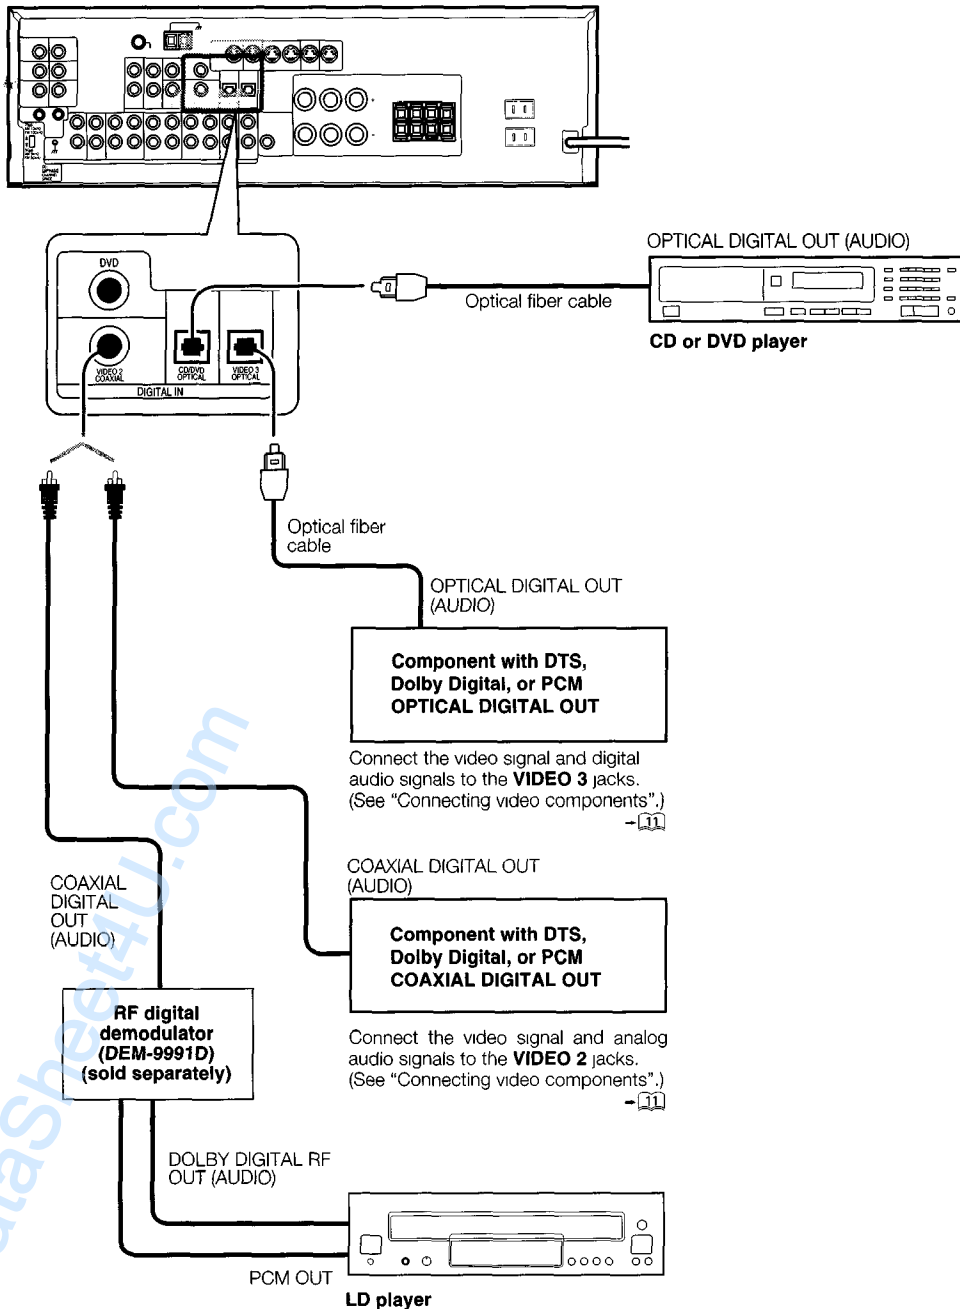 OPTICAL DIGITAL OUT (AUDIO)
DVD
Optical fiber cable
CD or DVD player
VIDEO 2
COAXIAL
CD/DVD
OPTICAL
VIDEO 3
OPTICAL
DIGITAL IN
Optical fiber
cable
OPTICAL DIGITAL OUT
(AUDIO)
Component with DTS,
Dolby Digital, or PCM
OPTICAL DIGITAL OUT
Connect the video signal and digital
audio signals to the VIDEO 3 jacks.
(See “Connecting video components”.)
11
COAXIAL DIGITAL OUT
(AUDIO)
COAXIAL
DIGITAL
OUT
(AUDIO)
Component with DTS,
Dolby Digital, or PCM
COAXIAL DIGITAL OUT
RF digital
demodulator
(DEM-9991D)
(sold separately)
Connect the video signal and analog
audio signals to the VIDEO 2 jacks.
(See “Connecting video components”.)
11
DOLBY DIGITAL RF
OUT (AUDIO)
PCM OUT
LD player
ataSheet4U.com